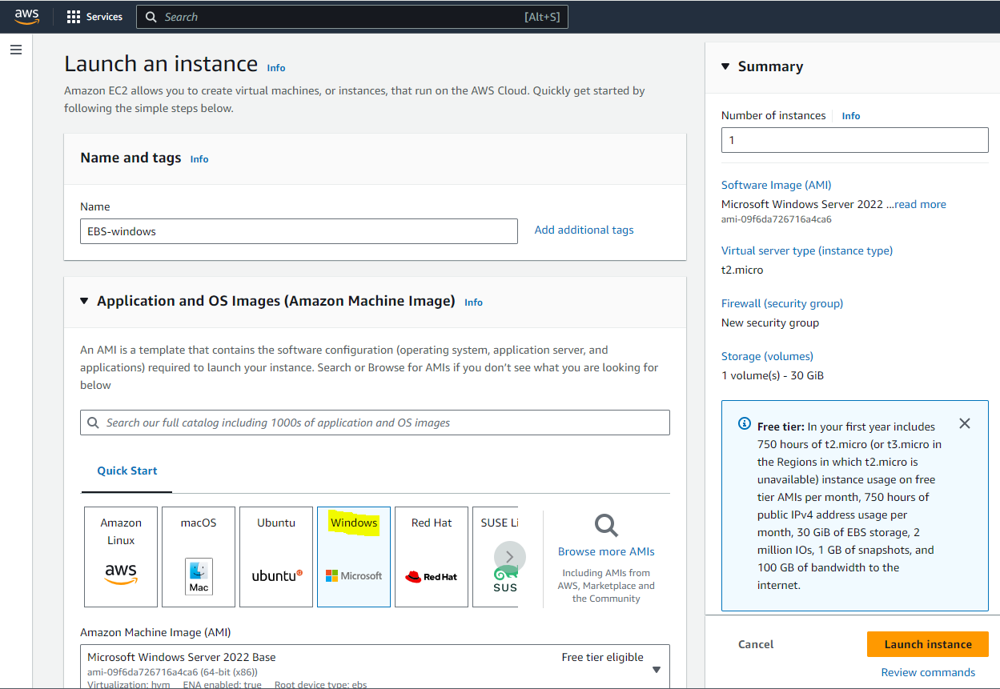 aws
Services
Search
[Alt+S]
Launch an instance Info
Amazon EC2 allows you to create virtual machines, or instances, that run on the AWS Cloud. Quickly get started by
following the simple steps below.
Name and tags Info
Name
EBS-windows
Add additional tags
Application and OS Images (Amazon Machine Image) Info
An AMI is a template that contains the software configuration (operating system, application server, and
applications) required to launch your instance. Search or Browse for AMIs if you don't see what you are looking for
below
Search our full catalog including 1000s of application and OS images
Quick Start
Amazon
Linux
aws
macOS
Mac
Ubuntu
ubuntu
Windows
Microsoft
Red Hat
Red Hat
SUSE Li
SUS
Browse more AMIs
Including AMIs from
AWS, Marketplace and
the Community
Amazon Machine Image (AMI)
Microsoft Windows Server 2022 Base
Free tier eligible
ami-09f6da726716a4ca6 (64-bit (x86))
Virtualization: hvm ENA enabled: true Root device type: ebs
Summary
Number of instances Info
1
Software Image (AMI)
Microsoft Windows Server 2022 ...read more
ami-09f6da726716a4ca6
Virtual server type (instance type)
t2.micro
Firewall (security group)
New security group
Storage (volumes)
1 volume(s) - 30 GiB
Free tier: In your first year includes
750 hours of t2.micro (or t3.micro in
the Regions in which t2.micro is
unavailable) instance usage on free
tier AMIs per month, 750 hours of
public IPv4 address usage per
month, 30 GiB of EBS storage, 2
million IOs, 1 GB of snapshots, and
100 GB of bandwidth to the
internet.
Cancel
Launch instance
Review commands